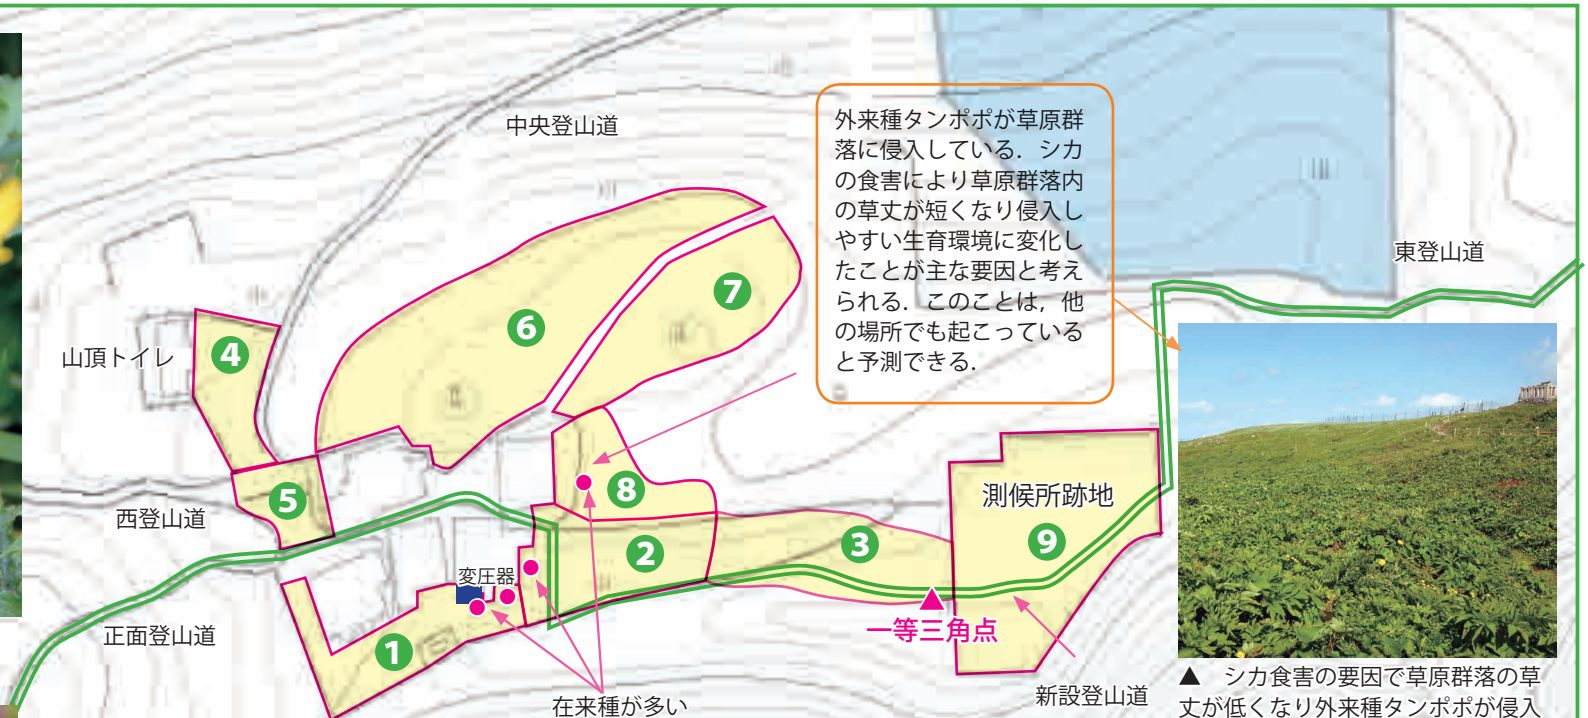 中央登山道
外来種タンポポが草原群
落に侵入している．シカ
の食害により草原群落内
の草丈が短くなり侵入し
やすい生育環境に変化し
たことが主な要因と考え
られる．このことは，他
の場所でも起こっている
と予測できる．
東登山道
山頂トイレ
4
6
7
5
8
西登山道
測候所跡地
2
3
9
変圧器
正面登山道
1
一等三角点
在来種が多い
新設登山道
▲ シカ食害の要因で草原群落の草
丈が低くなり外来種タンポポが侵入